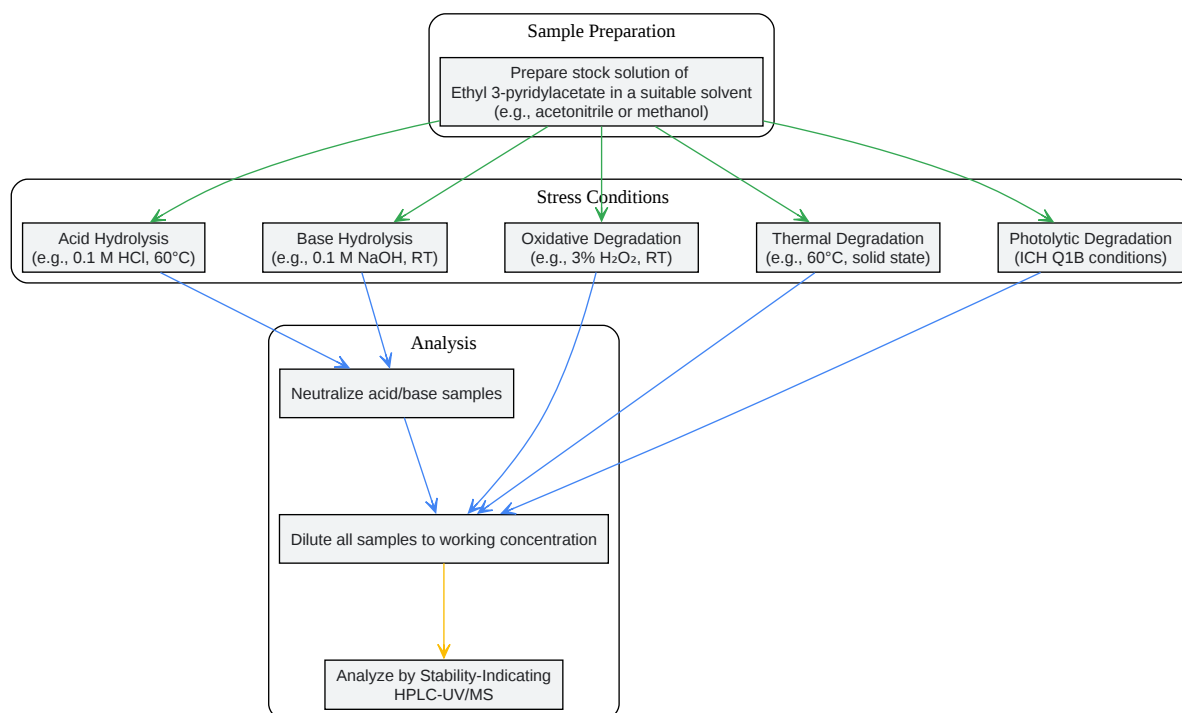 Sample Preparation
Prepare stock solution of
Ethyl 3-pyridylacetate in a suitable solvent
(e.g., acetonitrile or methanol)
Stress Conditions
Acid Hydrolysis
(e.g., 0.1 M HCl, 60°C)
Base Hydrolysis
(e.g., 0.1 M NaOH, RT)
Oxidative Degradation
(e.g., 3% H₂O₂, RT)
Thermal Degradation
(e.g., 60°C, solid state)
Photolytic Degradation
(ICH Q1B conditions)
Analysis
Neutralize acid/base samples
Dilute all samples to working concentration
Analyze by Stability-Indicating
HPLC-UV/MS